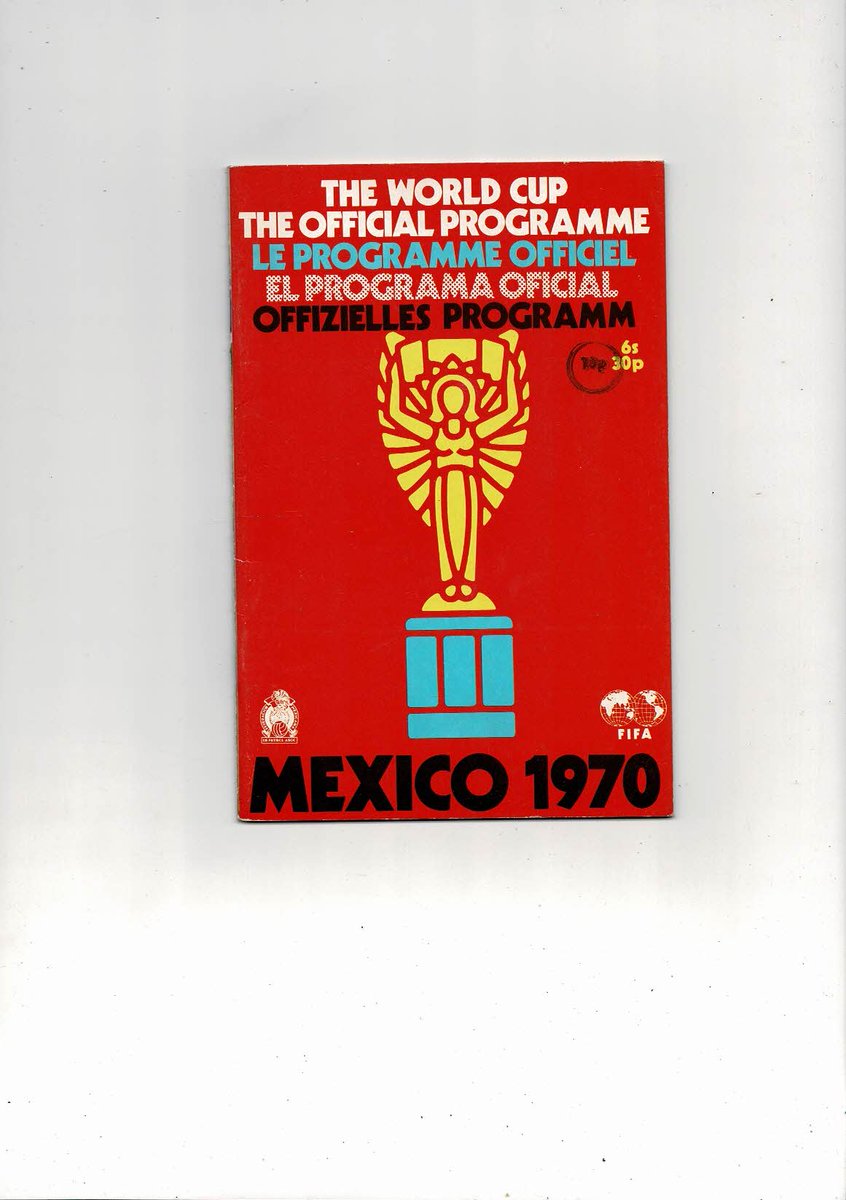 THE WORLD CUP
THE OFFICIAL PROGRAMME
LE PROGRAMME OFFICIEL
EL PROGRAMA OFICIAL
OFFIZIELLES PROGRAMM
6s
30p
FIFA
MEXICO 1970